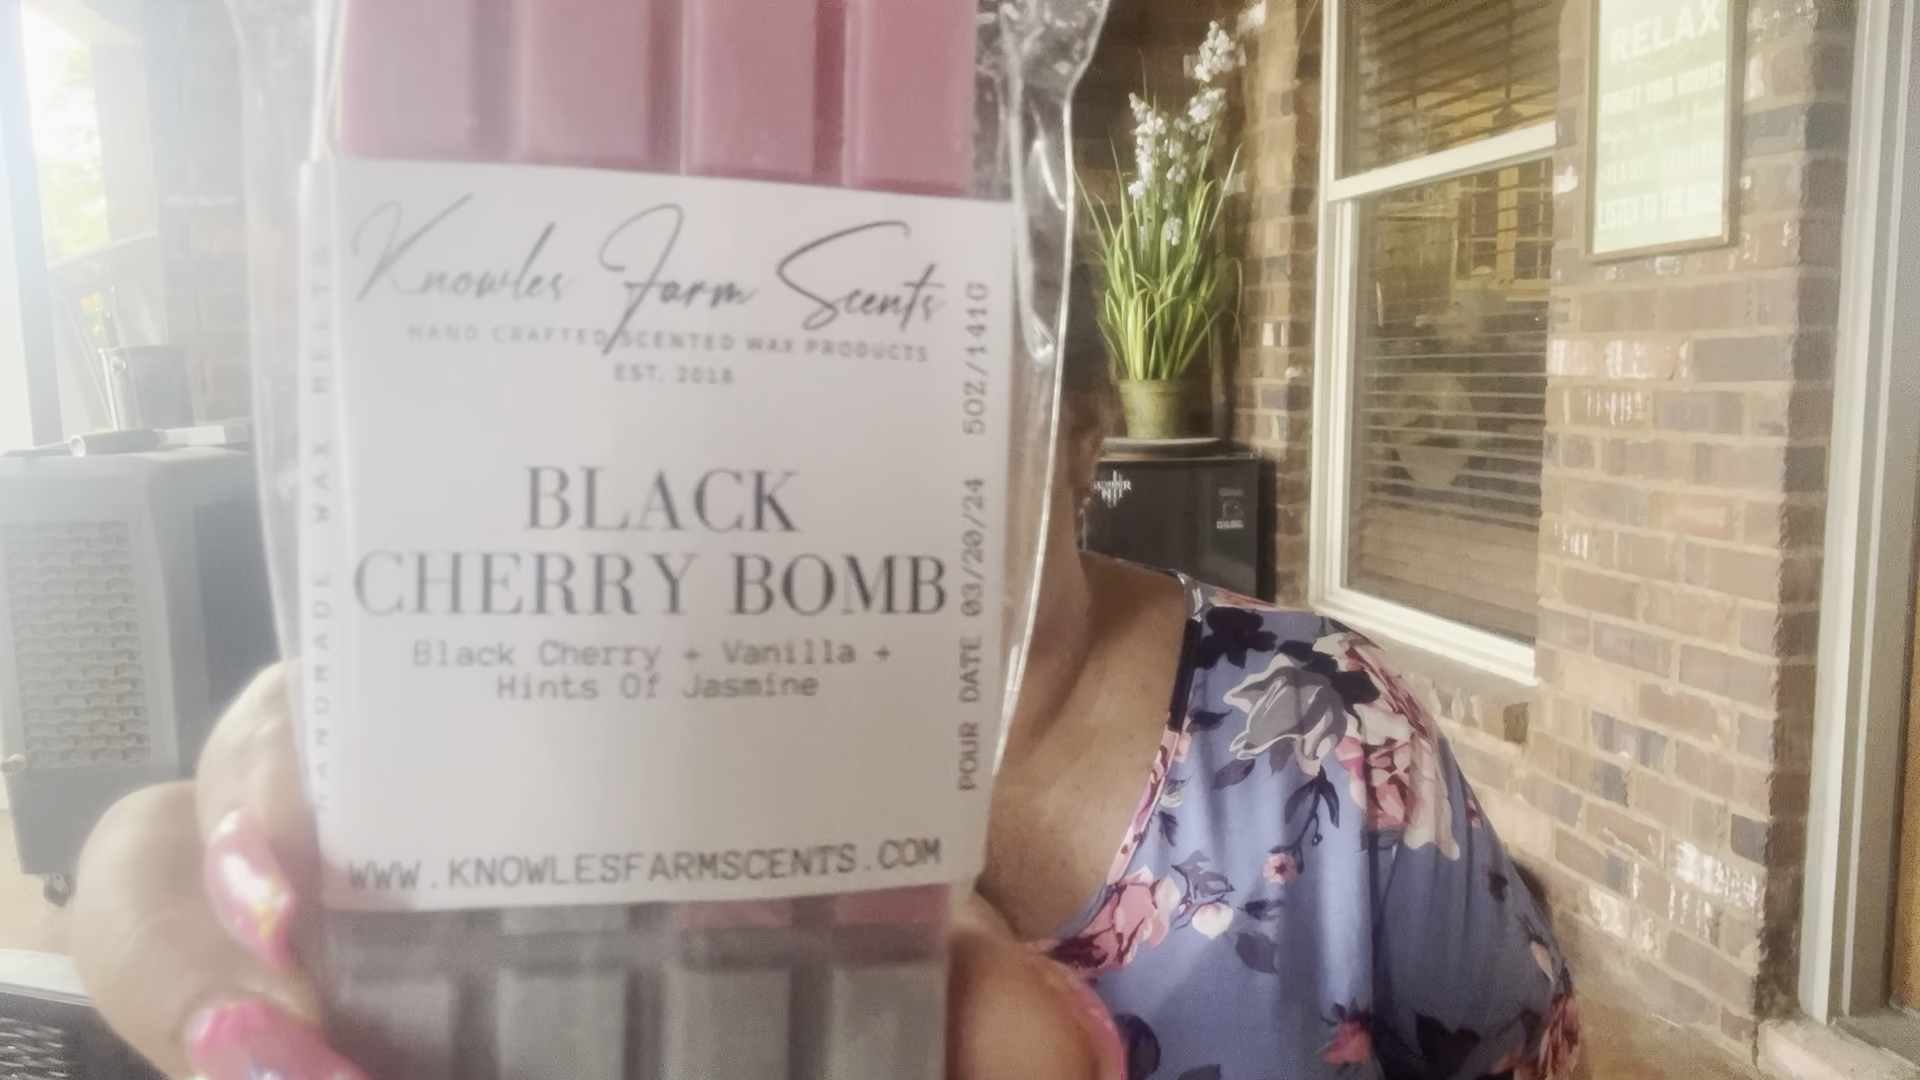 Knowles Farm Scents
HAND CRAFTED SCENTED WAX PRODUCTS
EST. 2018
BLACK
CHERRY BOMB
Black Cherry + Vanilla +
Hints Of Jasmine
WWW.KNOWLESFARMSCENTS.COM
HANDMADE WAX MELTS
POUR DATE 03/20/24 5OZ/141G
RELAX